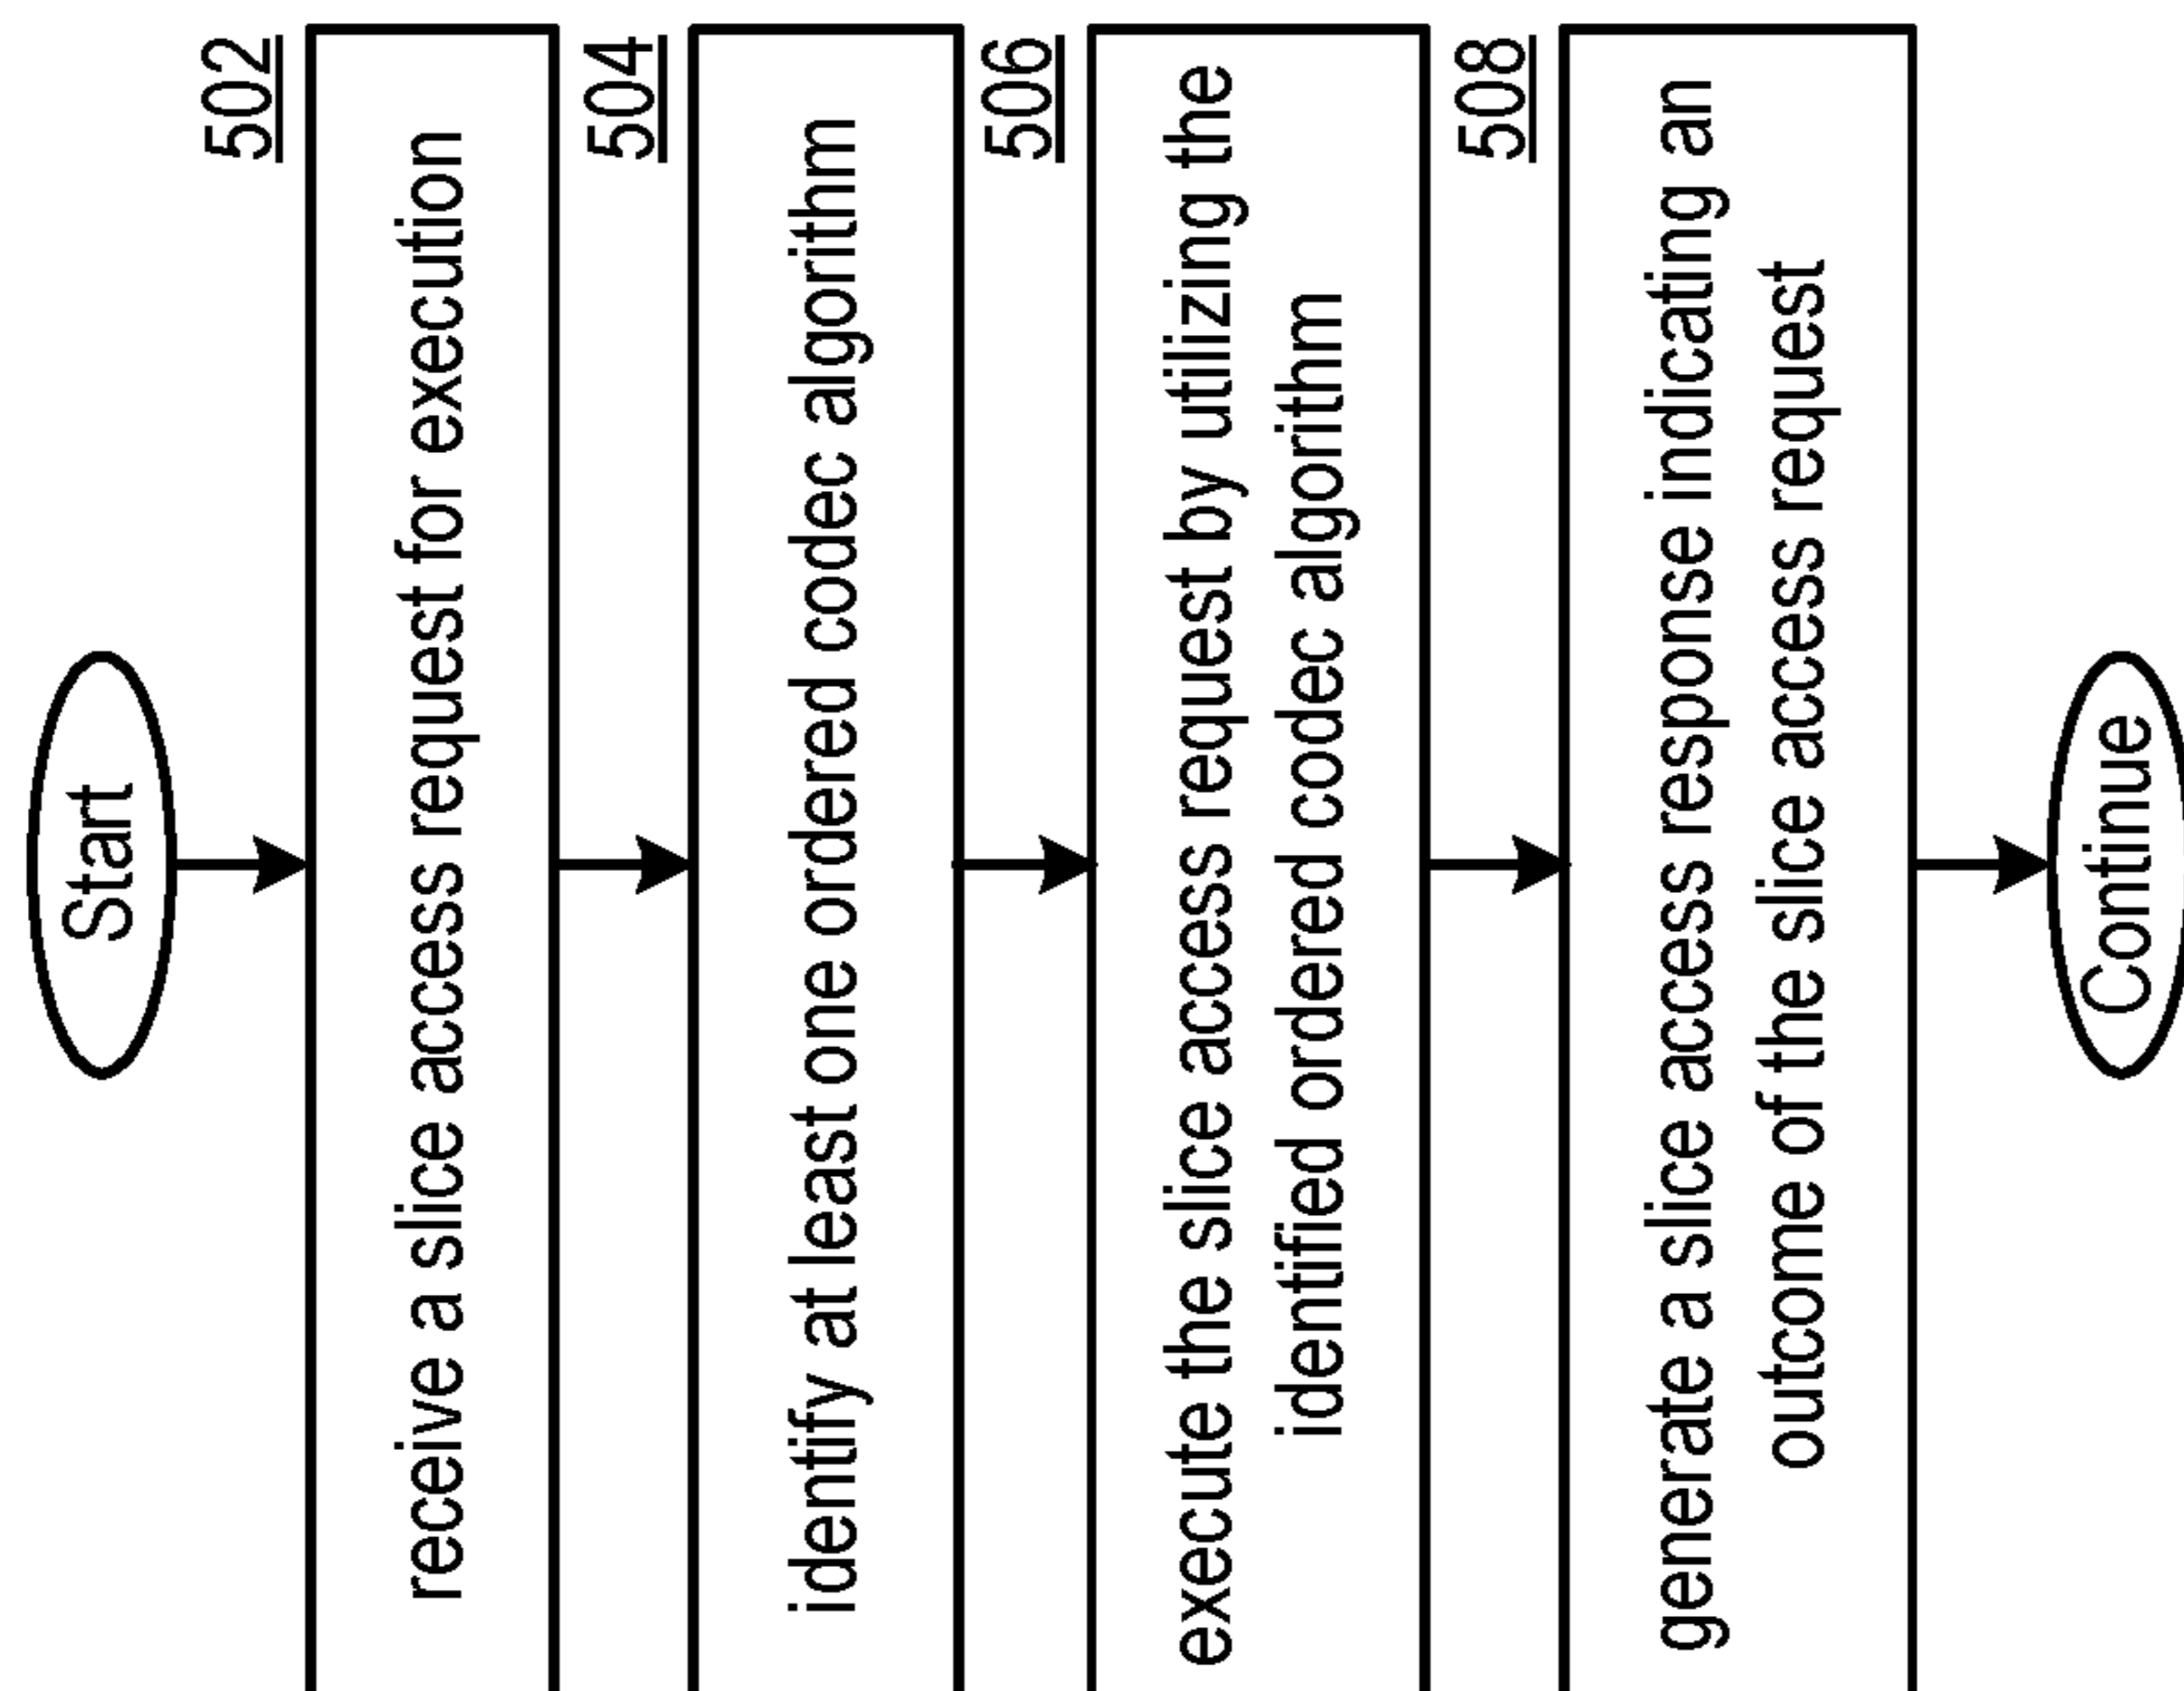 Start
502
receive a slice access request for execution
504
identify at least one ordered codec algorithm
506
execute the slice access request by utilizing the
identified ordered codec algorithm
508
generate a slice access response indicating an
outcome of the slice access request
Continue